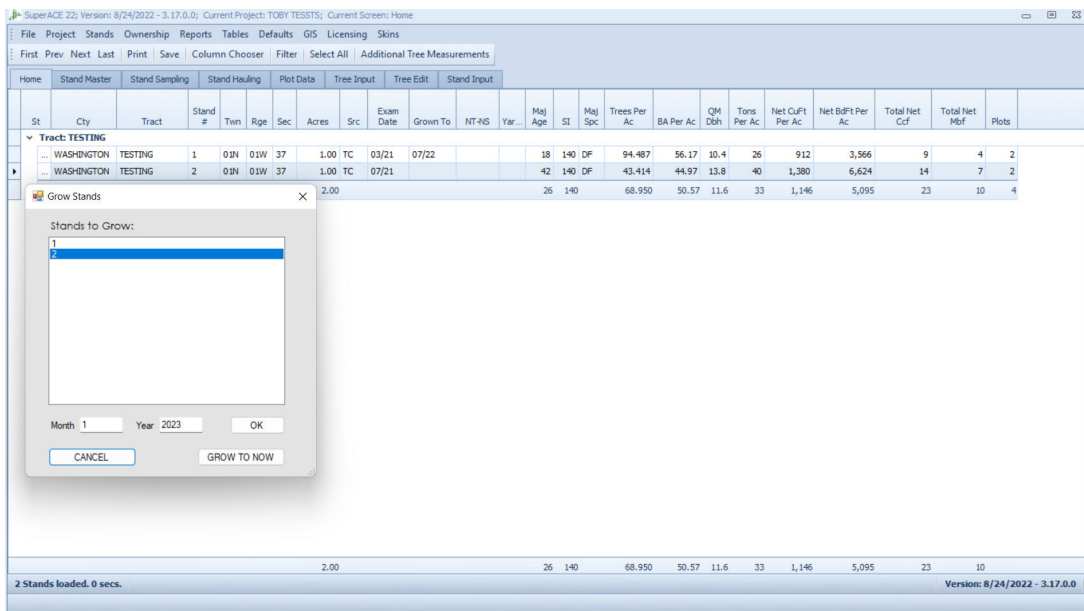 SuperACE 22; Version: 8/24/2022 - 3.17.0.0; Current Project: TOBY TESSTS; Current Screen: Home
File Project Stands Ownership Reports Tables Defaults GIS Licensing Skins
First Prev Next Last Print Save Column Chooser Filter Select All Additional Tree Measurements
Home Stand Master Stand Sampling Stand Hauling Plot Data Tree Input Tree Edit Stand Input
St Cty Tract Stand # Twn Rge Sec Acres Src Exam Date Grown To NT-NS Yar... Maj Age SI Maj Spc Trees Per Ac BA Per Ac QM Dbh Tons Per Ac Net CuFt Per Ac Net BdFt Per Ac Total Net Ccf Total Net Mbf Plots
Tract: TESTING
... WASHINGTON TESTING 1 01N 01W 37 1.00 TC 03/21 07/22 18 140 DF 94.487 56.17 10.4 26 912 3,566 9 4 2
... WASHINGTON TESTING 2 01N 01W 37 1.00 TC 07/21 42 140 DF 43.414 44.97 13.8 40 1,380 6,624 14 7 2
2.00 26 140 68.950 50.57 11.6 33 1,146 5,095 23 10 4
Grow Stands
Stands to Grow:
1
2
Month 1 Year 2023 OK
CANCEL GROW TO NOW
2.00 26 140 68.950 50.57 11.6 33 1,146 5,095 23 10
2 Stands loaded. 0 secs. Version: 8/24/2022 - 3.17.0.0